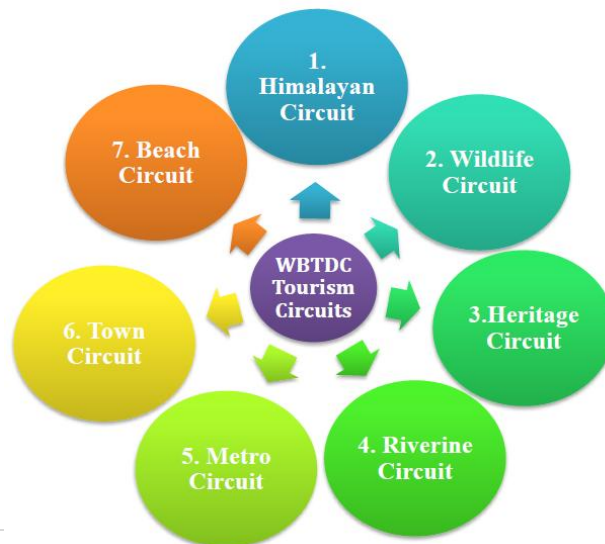 1.
Himalayan
Circuit
2. Wildlife
Circuit
3.Heritage
Circuit
4. Riverine
Circuit
5. Metro
Circuit
6. Town
Circuit
7. Beach
Circuit
WBTDC
Tourism
Circuits